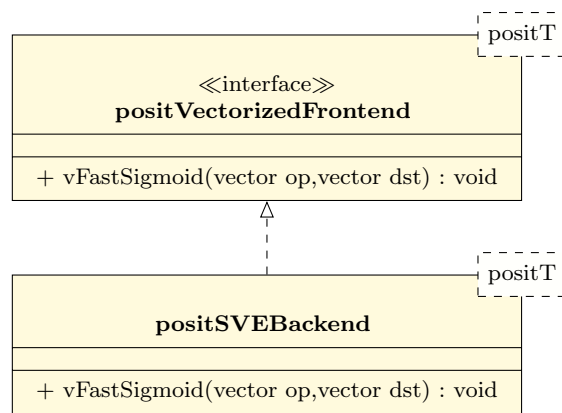 positT
≪interface≫
positVectorizedFrontend
+ vFastSigmoid(vector op,vector dst) : void
positT
positSVEBackend
+ vFastSigmoid(vector op,vector dst) : void